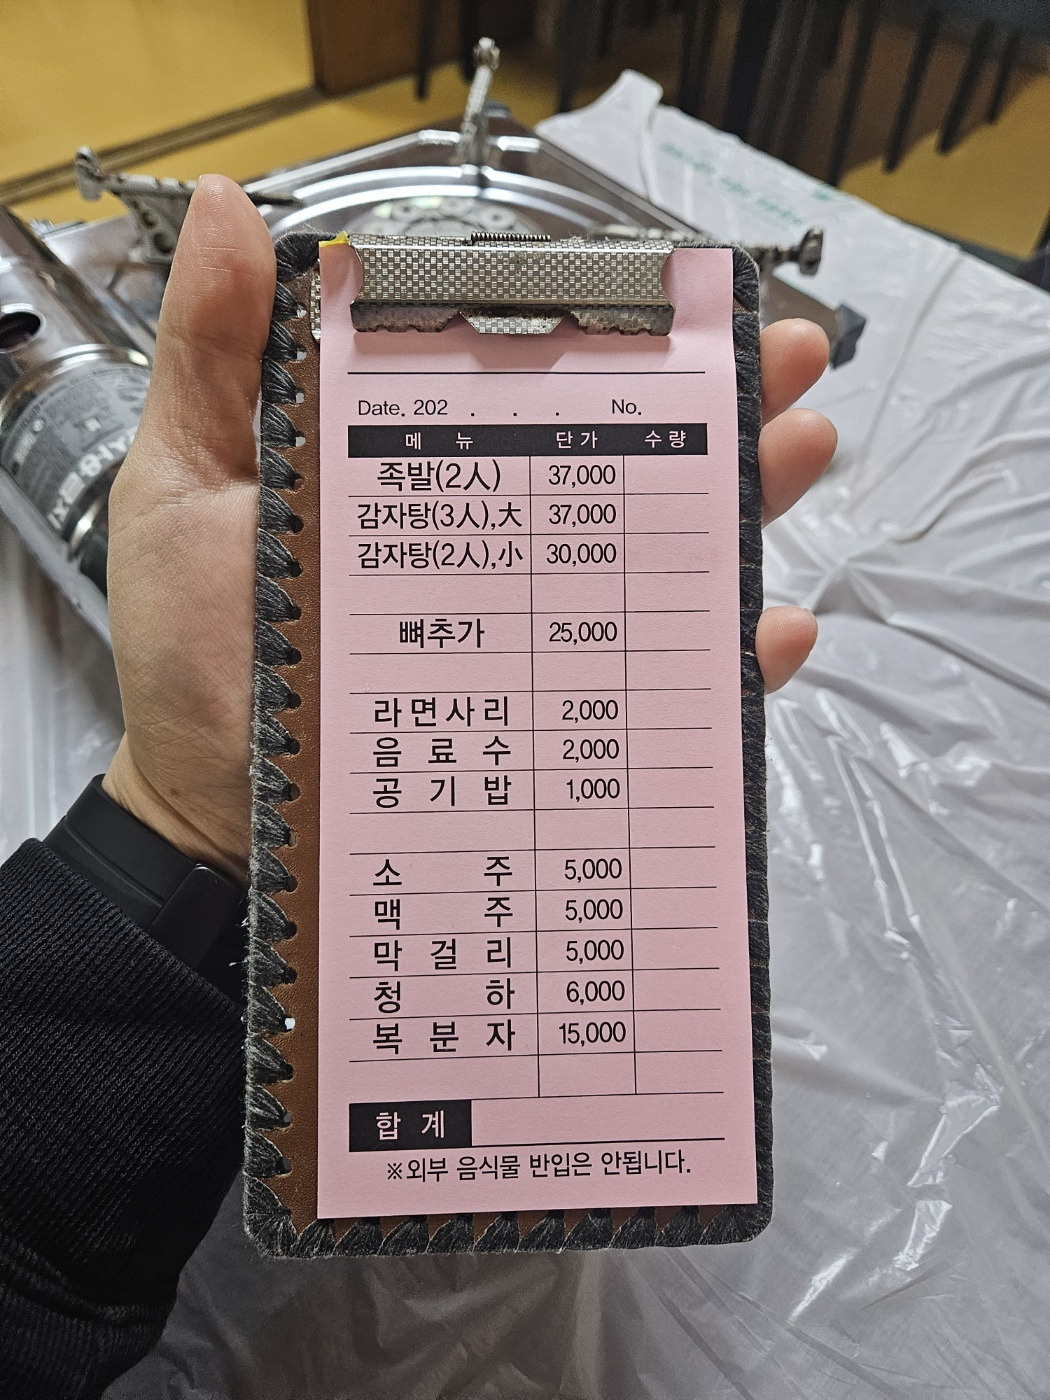 Date. 202 . . . No.
메 뉴 단 가 수 량
족발(2人) 37,000
감자탕(3人),大 37,000
감자탕(2人),小 30,000
뼈추가 25,000
라면사리 2,000
음 료 수 2,000
공 기 밥 1,000
소 주 5,000
맥 주 5,000
막 걸 리 5,000
청 하 6,000
복 분 자 15,000
합 계
※외부 음식물 반입은 안됩니다.